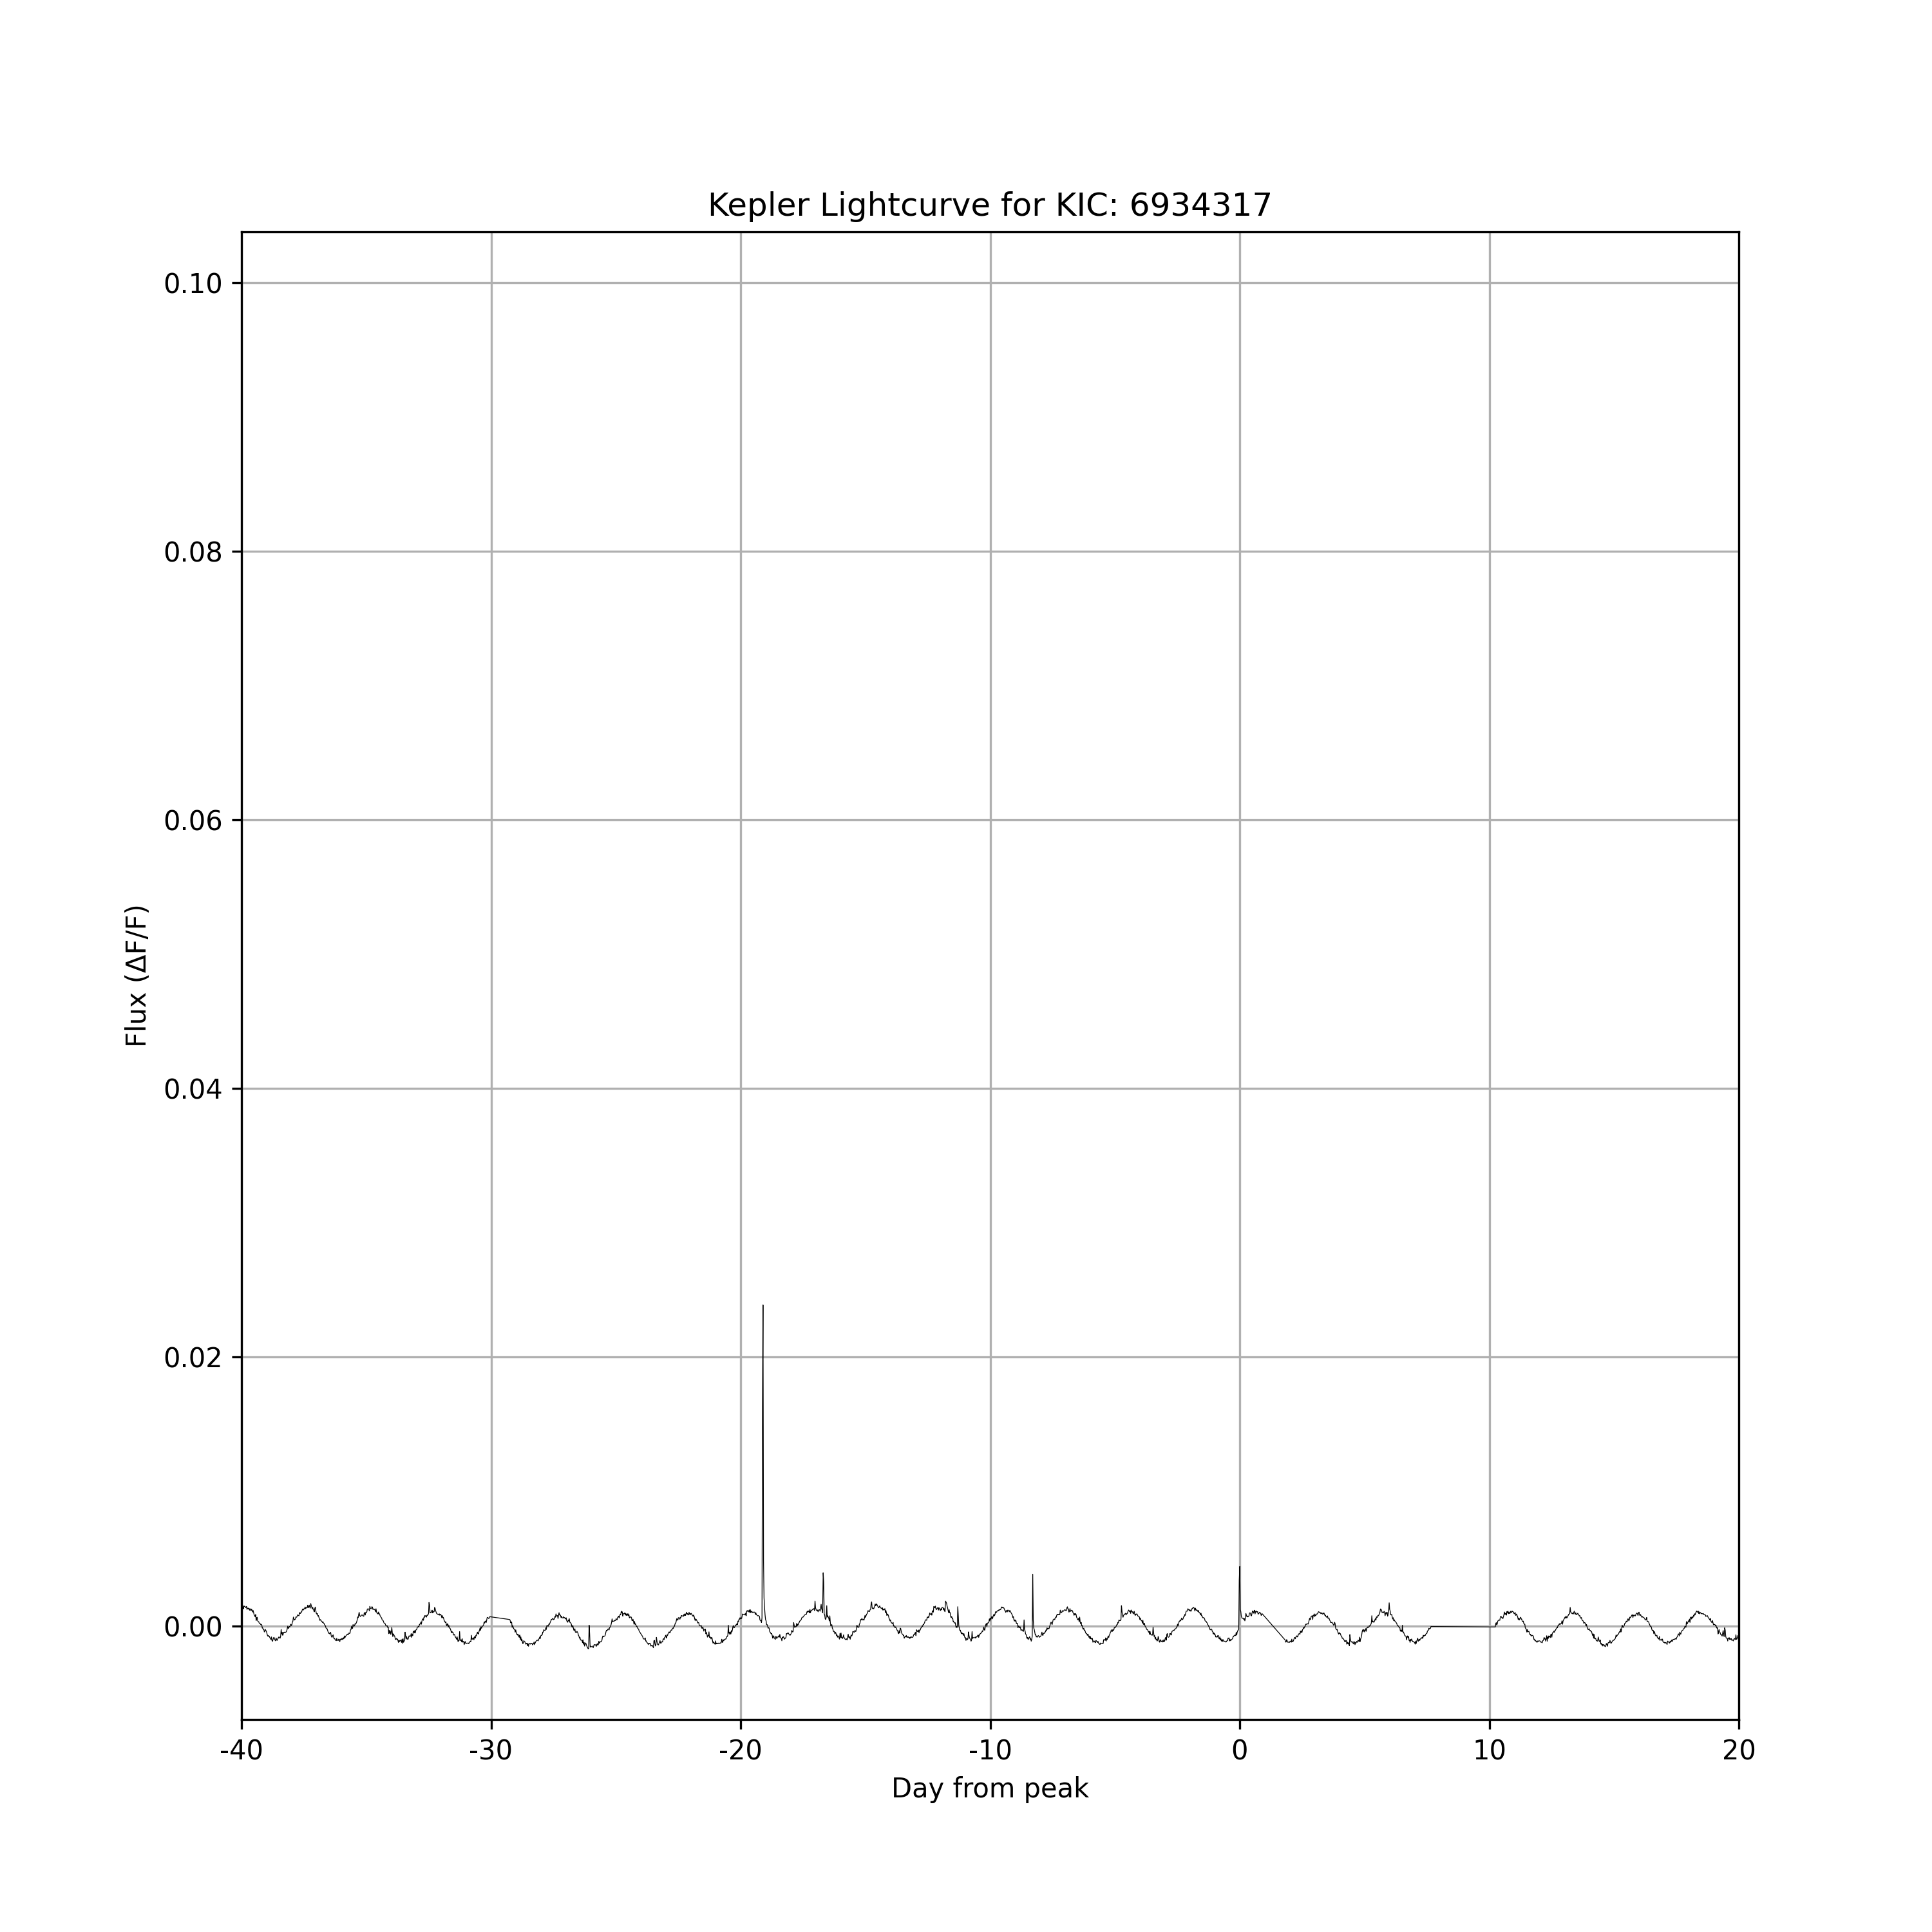 Kepler Lightcurve for KIC: 6934317
0.10
0.08
0.06
0.04
0.02
0.00
Flux (ΔF/F)
-40 -30 -20 -10 0 10 20
Day from peak